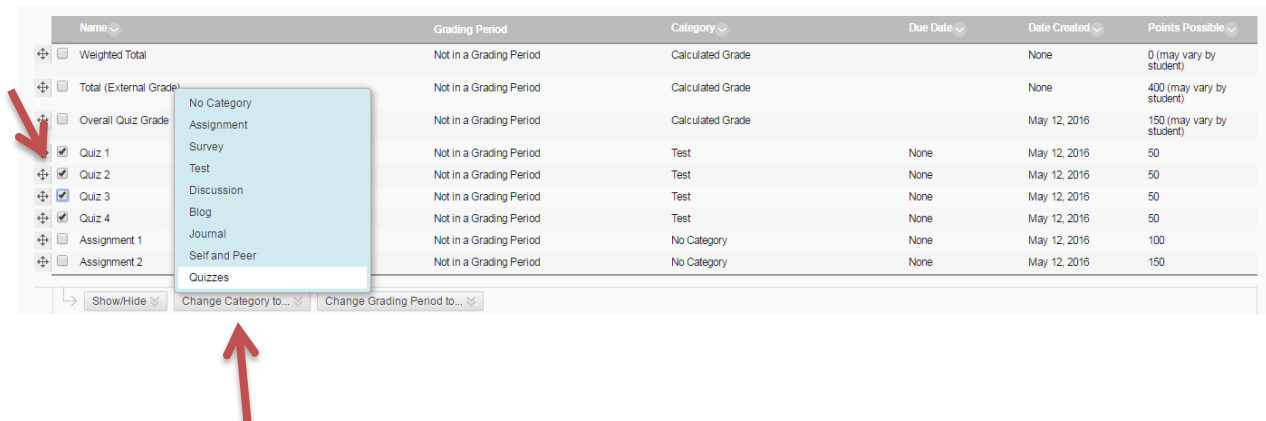 Name Grading Period Category Due Date Date Created Points Possible
Weighted Total Not in a Grading Period Calculated Grade None 0 (may vary by
student)
Total (External Grade) Not in a Grading Period Calculated Grade None 400 (may vary by
student)
Overall Quiz Grade Not in a Grading Period Calculated Grade May 12, 2016 150 (may vary by
student)
Quiz 1 Not in a Grading Period Test None May 12, 2016 50
Quiz 2 Not in a Grading Period Test None May 12, 2016 50
Quiz 3 Not in a Grading Period Test None May 12, 2016 50
Quiz 4 Not in a Grading Period Test None May 12, 2016 50
Assignment 1 Not in a Grading Period No Category None May 12, 2016 100
Assignment 2 Not in a Grading Period No Category None May 12, 2016 150
No Category
Assignment
Survey
Test
Discussion
Blog
Journal
Self and Peer
Quizzes
Show/Hide Change Category to... Change Grading Period to...